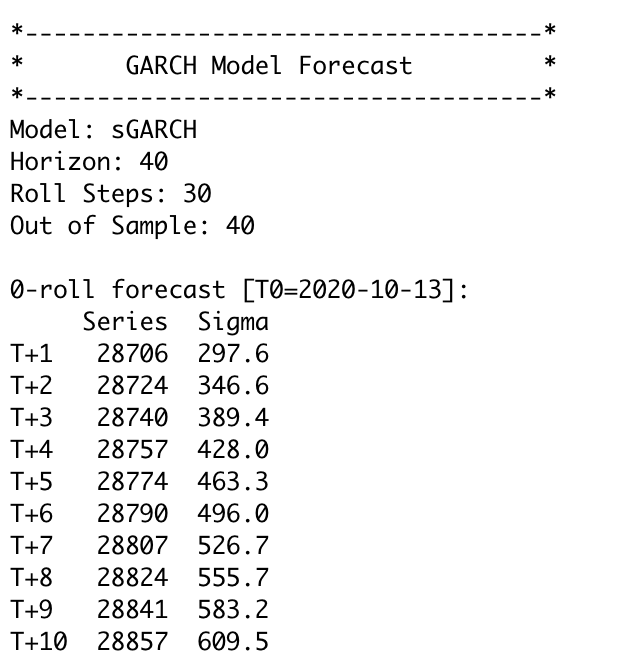 *------------------------------------*
*       GARCH Model Forecast         *
*------------------------------------*
Model: sGARCH
Horizon: 40
Roll Steps: 30
Out of Sample: 40

0-roll forecast [T0=2020-10-13]:
     Series  Sigma
T+1   28706  297.6
T+2   28724  346.6
T+3   28740  389.4
T+4   28757  428.0
T+5   28774  463.3
T+6   28790  496.0
T+7   28807  526.7
T+8   28824  555.7
T+9   28841  583.2
T+10  28857  609.5